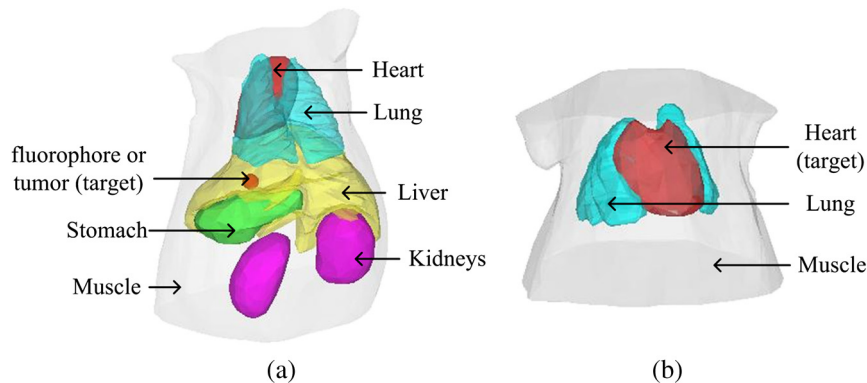 Heart
Lung
fluorophore or
tumor (target)
Liver
Stomach
Kidneys
Muscle
(a)
Heart
(target)
Lung
Muscle
(b)